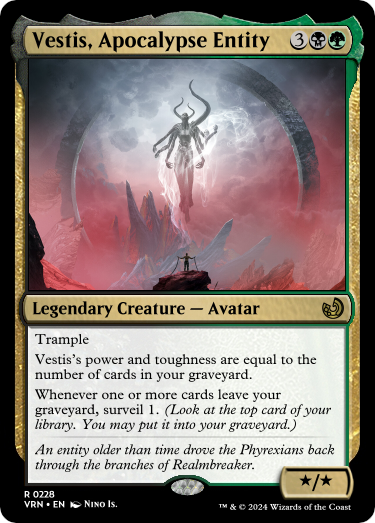 Vestis, Apocalypse Entity 3
Legendary Creature — Avatar
Trample
Vestis's power and toughness are equal to the
number of cards in your graveyard.
Whenever one or more cards leave your
graveyard, surveil 1. (Look at the top card of your
library. You may put it into your graveyard.)
An entity older than time drove the Phyrexians back
through the branches of Realmbreaker.
★/★
R 0228
VRN • EN Nino Is.
™ & © 2024 Wizards of the Coast